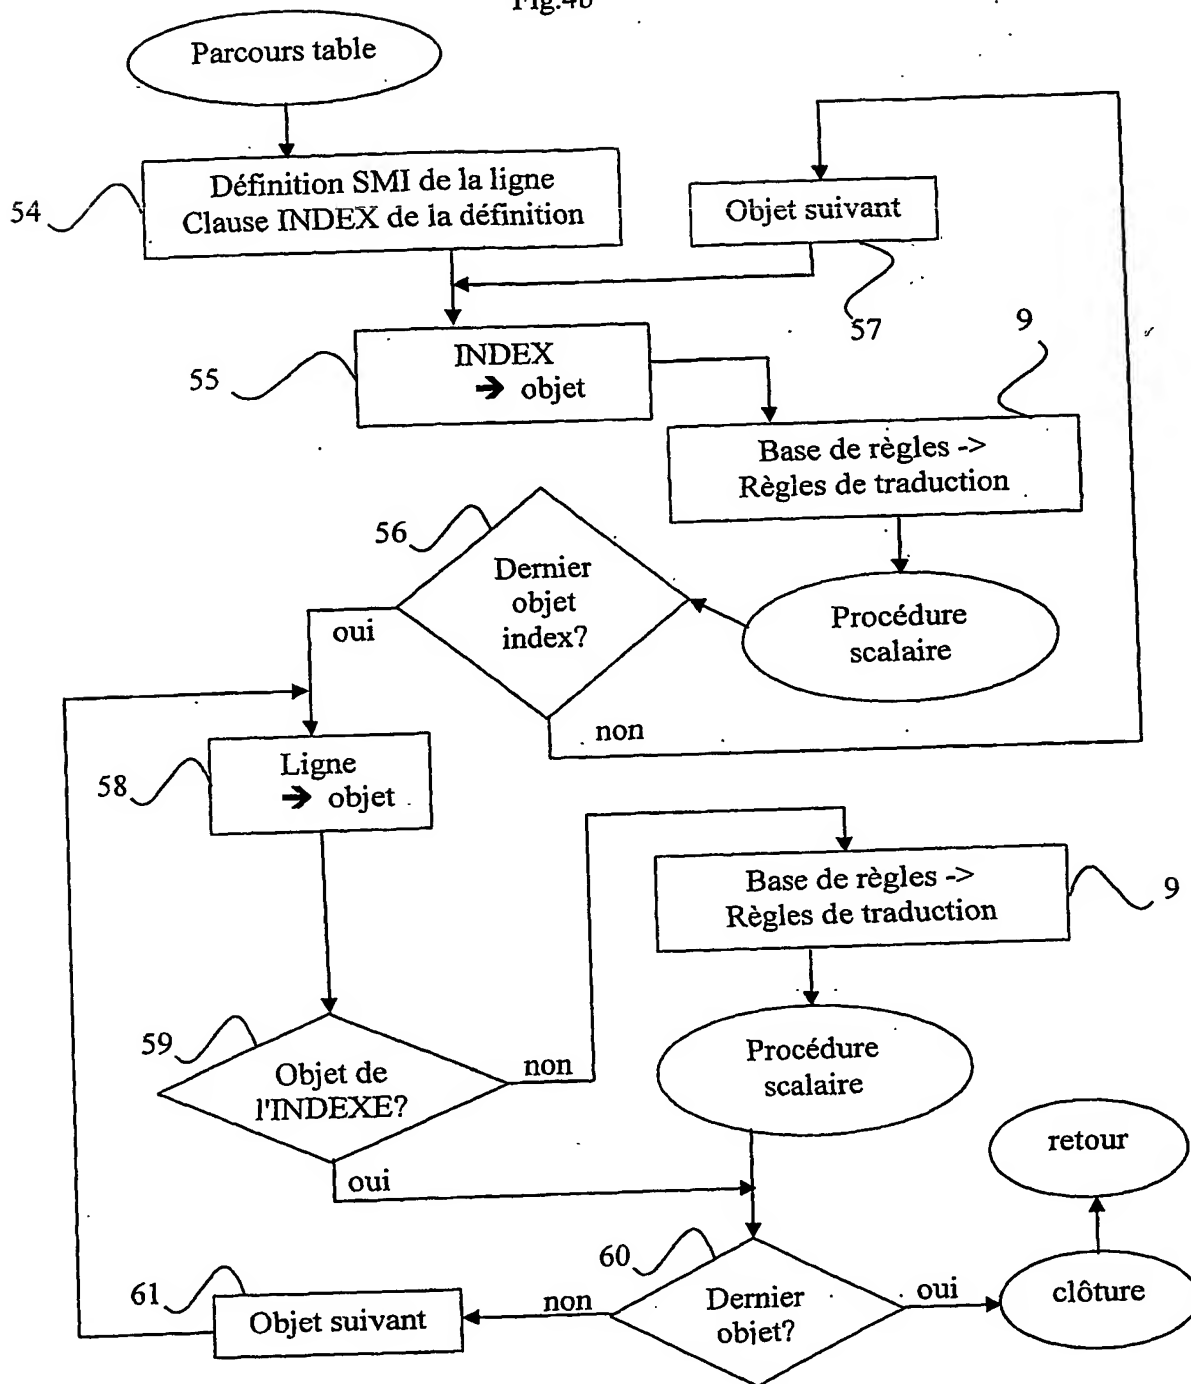 Fig.4b
Parcours table
54
Définition SMI de la ligne
Clause INDEX de la définition
Objet suivant
57
9
55
INDEX
➔ objet
Base de règles ->
Règles de traduction
56
Dernier
objet
index?
Procédure
scalaire
oui
non
58
Ligne
➔ objet
Base de règles ->
Règles de traduction
9
59
Objet de
l'INDEXE?
non
Procédure
scalaire
oui
retour
60
61
Objet suivant
non
Dernier
objet?
oui
clôture